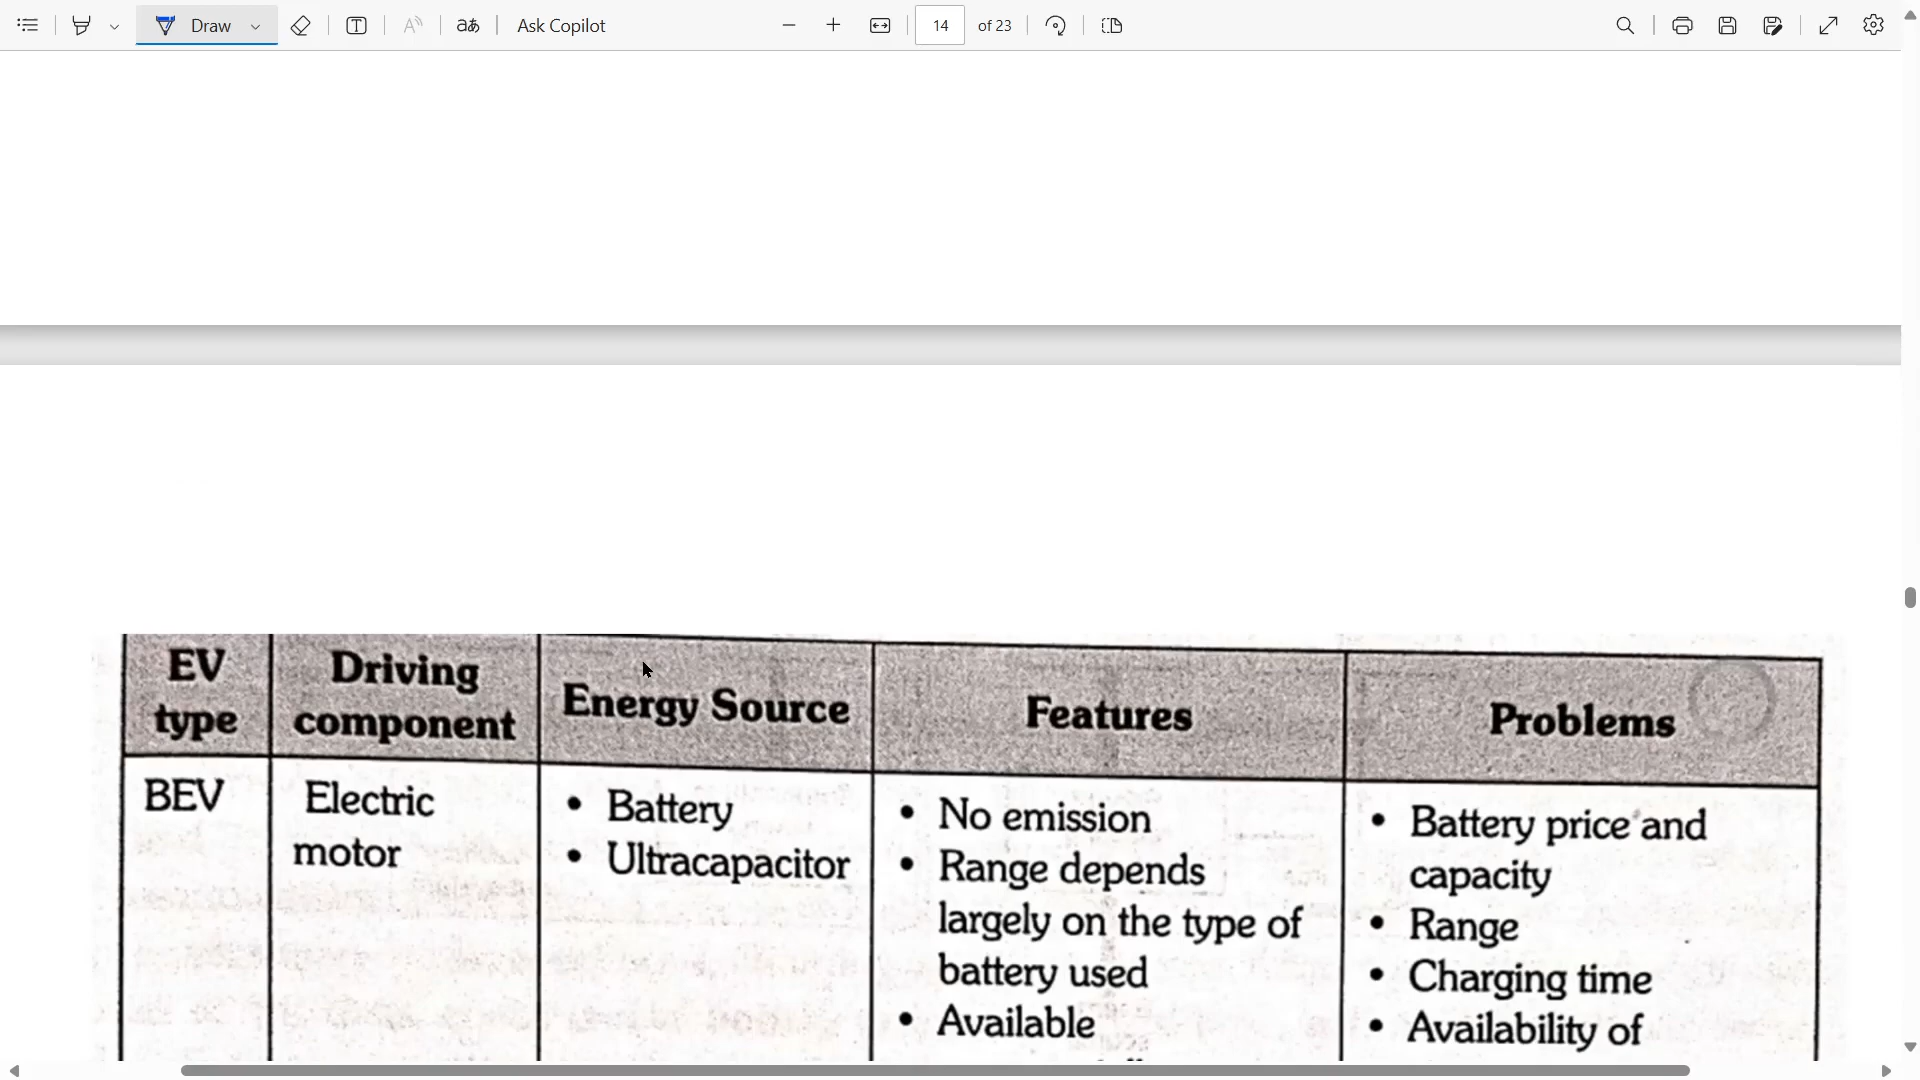 Draw
Ask Copilot
14
of 23
EV type
Driving component
Energy Source
Features
Problems
BEV
Electric
motor
• Battery
• Ultracapacitor
• No emission
• Range depends
largely on the type of
battery used
• Available
• Battery price and
capacity
• Range
• Charging time
• Availability of